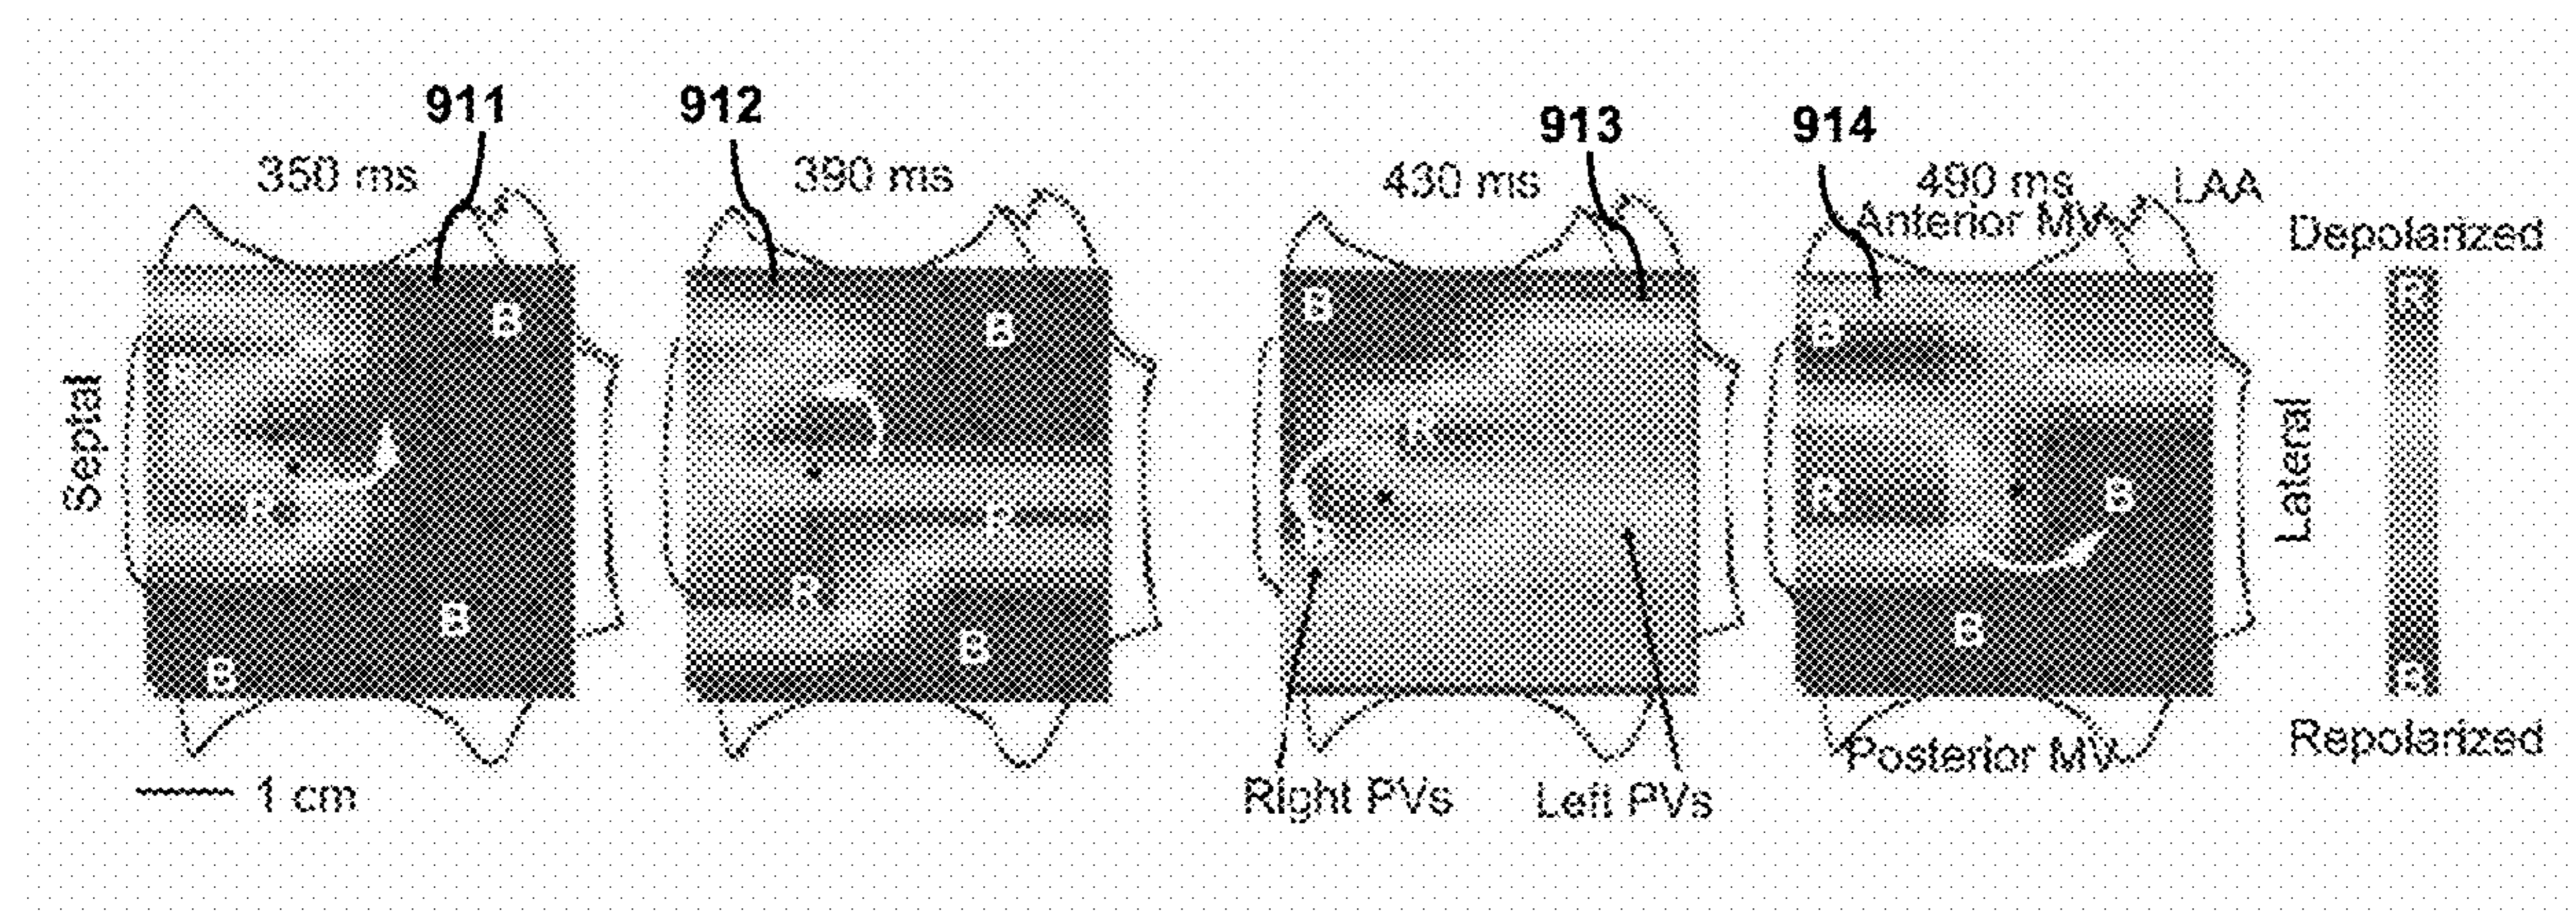 911
912
913
914
350 ms
390 ms
430 ms
490 ms
LAA
Anterior MV
Depolarized
Septal
Lateral
B
B
B
R
B
R
R
B
B
R
B
R
B
B
R
B
Repolarized
Posterior MV
1 cm
Right PVs
Left PVs